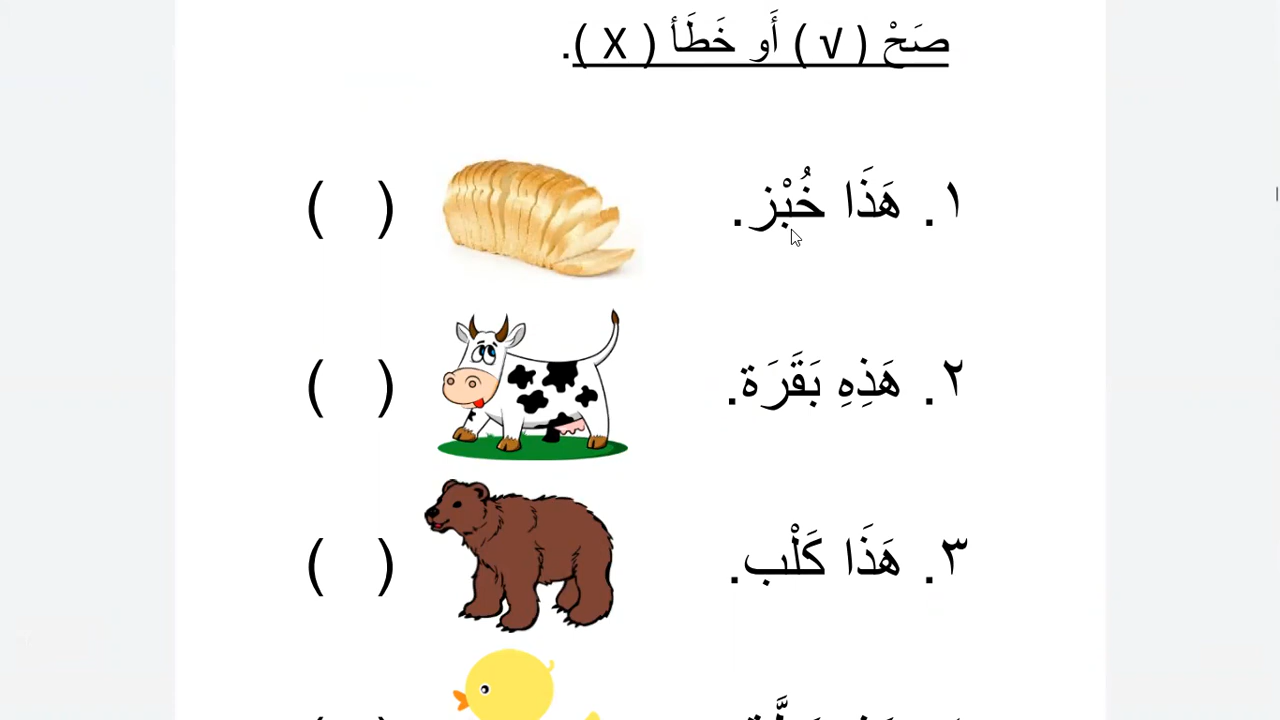 صَحْ ( √ ) أَو خَطَأ ( X ).
١. هَذَا خُبْز. ( )
٢. هَذِهِ بَقَرَة. ( )
٣. هَذَا كَلْب. ( )